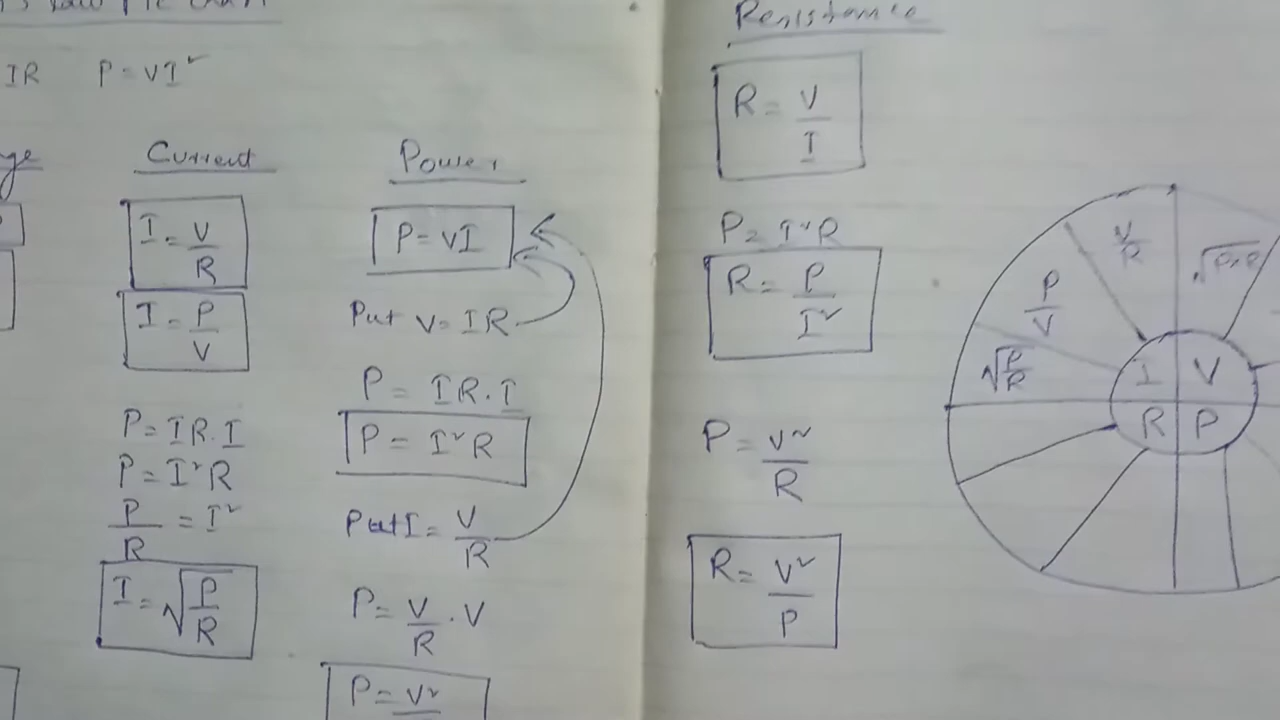 IR P = VI²
Current
I = V/R
I = P/V
P = IR.I
P = I²R
P/R = I²
I = √(P/R)
Power
P = VI
Put V = IR
P = IR.I
P = I²R
Put I = V/R
P = V/R . V
P = V²
Resistance
R = V/I
P = I²R
R = P/I²
P = V²/R
R = V²/P
V/R
P/V
√(P/R)
I V
R P